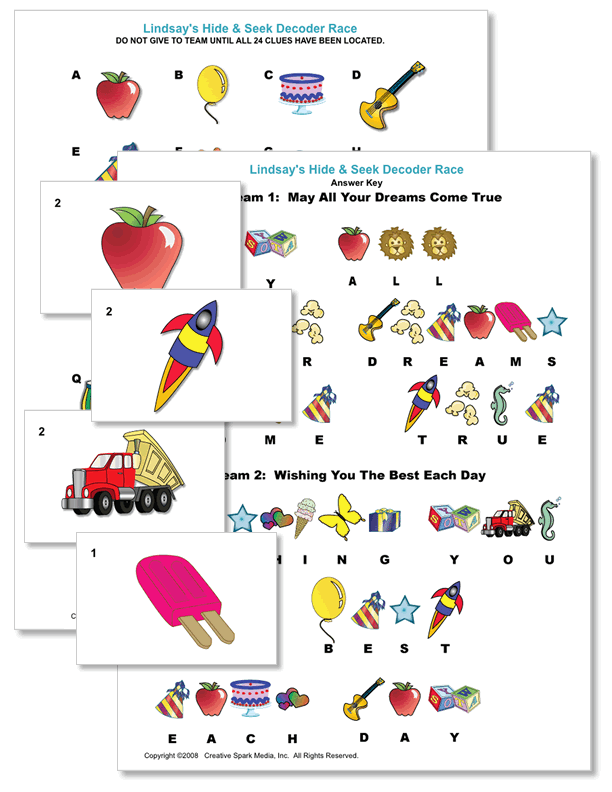 Lindsay's Hide & Seek Decoder Race
DO NOT GIVE TO TEAM UNTIL ALL 24 CLUES HAVE BEEN LOCATED.
A B C D
E
Q
2
2
2
1
Lindsay's Hide & Seek Decoder Race
Answer Key
eam 1: May All Your Dreams Come True
Y A L L
R D R E A M S
M E T R U E
eam 2: Wishing You The Best Each Day
H I N G Y O U
B E S T
E A C H D A Y
Copyright ©2008 Creative Spark Media, Inc. All Rights Reserved.